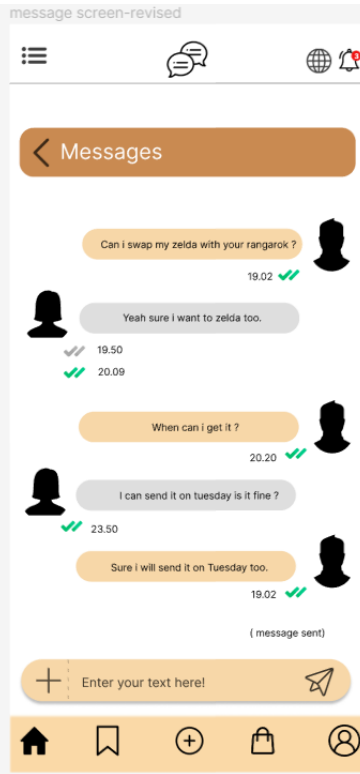 message screen-revised
3
Messages
Can i swap my zelda with your rangarok ?
19.02
Yeah sure i want to zelda too.
19.50
20.09
When can i get it ?
20.20
I can send it on tuesday is it fine ?
23.50
Sure i will send it on Tuesday too.
19.02
( message sent)
Enter your text here!